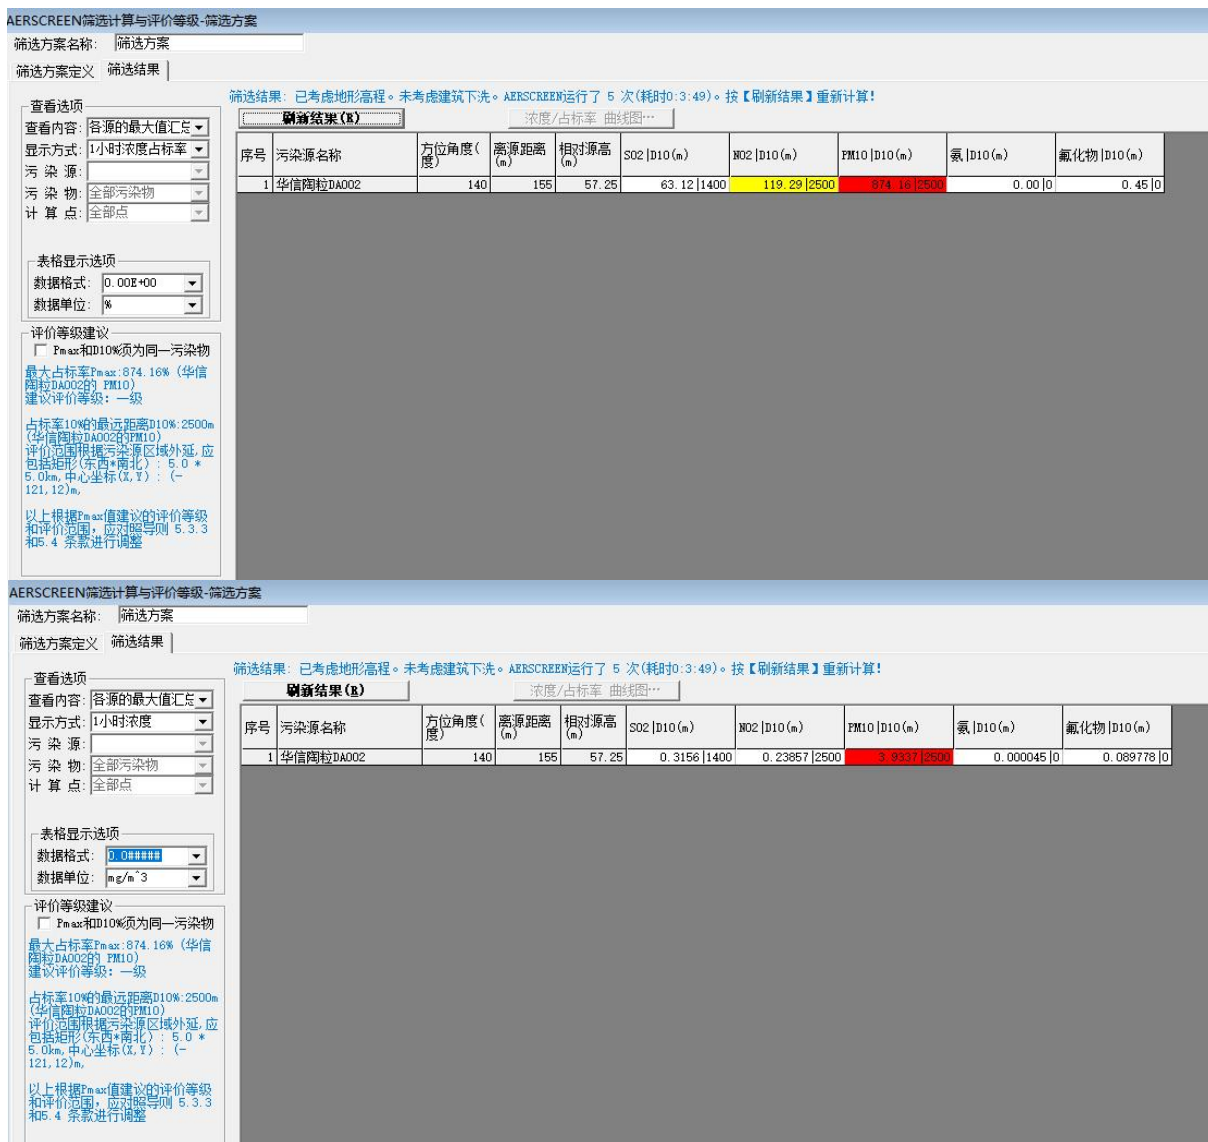 AERSCREEN筛选计算与评价等级-筛选方案
筛选方案名称: 筛选方案
筛选方案定义 筛选结果
筛选结果: 已考虑地形高程。未考虑建筑下洗。AERSCREEN运行了 5 次(耗时0:3:49)。按【刷新结果】重新计算!
查看选项
查看内容: 各源的最大值汇总
显示方式: 1小时浓度占标率
污 染 源:
污 染 物: 全部污染物
计 算 点: 全部点
表格显示选项
数据格式: 0.00E+00
数据单位: %
评价等级建议
Pmax和D10%须为同一污染物
最大占标率Pmax:874.16% (华信
陶粒DA002的 PM10)
建议评价等级: 一级
占标率10%的最远距离D10%:2500m
(华信陶粒DA002的PM10)
评价范围根据污染源区域外延,应
包括矩形(东西*南北): 5.0 *
5.0km,中心坐标(X,Y): (-
121,12)m,
以上根据Pmax值建议的评价等级
和评价范围, 应对照导则 5.3.3
和5.4 条款进行调整
刷新结果(R) 浓度/占标率 曲线图…
序号 污染源名称 方位角度(度) 离源距离(m) 相对源高(m) SO2|D10(m) NO2|D10(m) PM10|D10(m) 氨|D10(m) 氟化物|D10(m)
1 华信陶粒DA002 140 155 57.25 63.12|1400 119.29|2500 874.16|2500 0.00|0 0.45|0
AERSCREEN筛选计算与评价等级-筛选方案
筛选方案名称: 筛选方案
筛选方案定义 筛选结果
筛选结果: 已考虑地形高程。未考虑建筑下洗。AERSCREEN运行了 5 次(耗时0:3:49)。按【刷新结果】重新计算!
查看选项
查看内容: 各源的最大值汇总
显示方式: 1小时浓度
污 染 源:
污 染 物: 全部污染物
计 算 点: 全部点
表格显示选项
数据格式: 0.0#####
数据单位: mg/m^3
评价等级建议
Pmax和D10%须为同一污染物
最大占标率Pmax:874.16% (华信
陶粒DA002的 PM10)
建议评价等级: 一级
占标率10%的最远距离D10%:2500m
(华信陶粒DA002的PM10)
评价范围根据污染源区域外延,应
包括矩形(东西*南北): 5.0 *
5.0km,中心坐标(X,Y): (-
121,12)m,
以上根据Pmax值建议的评价等级
和评价范围, 应对照导则 5.3.3
和5.4 条款进行调整
刷新结果(R) 浓度/占标率 曲线图…
序号 污染源名称 方位角度(度) 离源距离(m) 相对源高(m) SO2|D10(m) NO2|D10(m) PM10|D10(m) 氨|D10(m) 氟化物|D10(m)
1 华信陶粒DA002 140 155 57.25 0.3156|1400 0.23857|2500 3.9337|2500 0.000045|0 0.089778|0